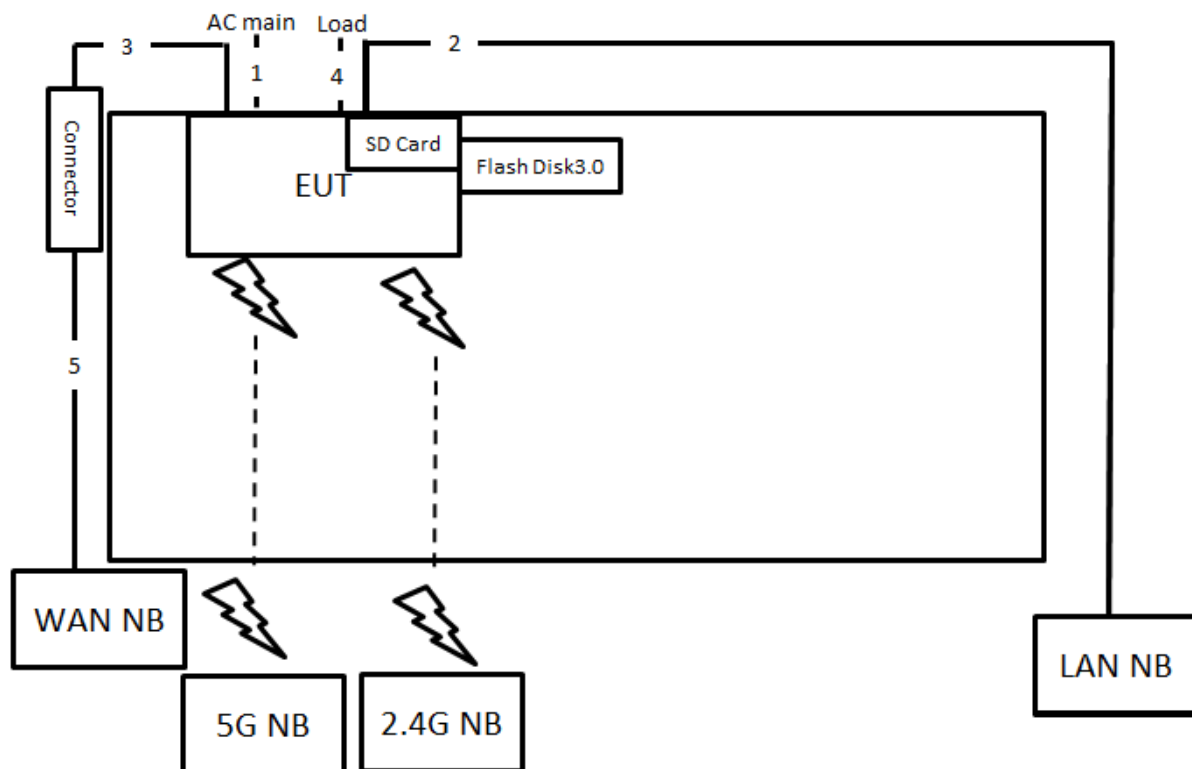 AC main
Load
3
2
1
4
Connector
SD Card
Flash Disk3.0
EUT
5
WAN NB
LAN NB
5G NB
2.4G NB